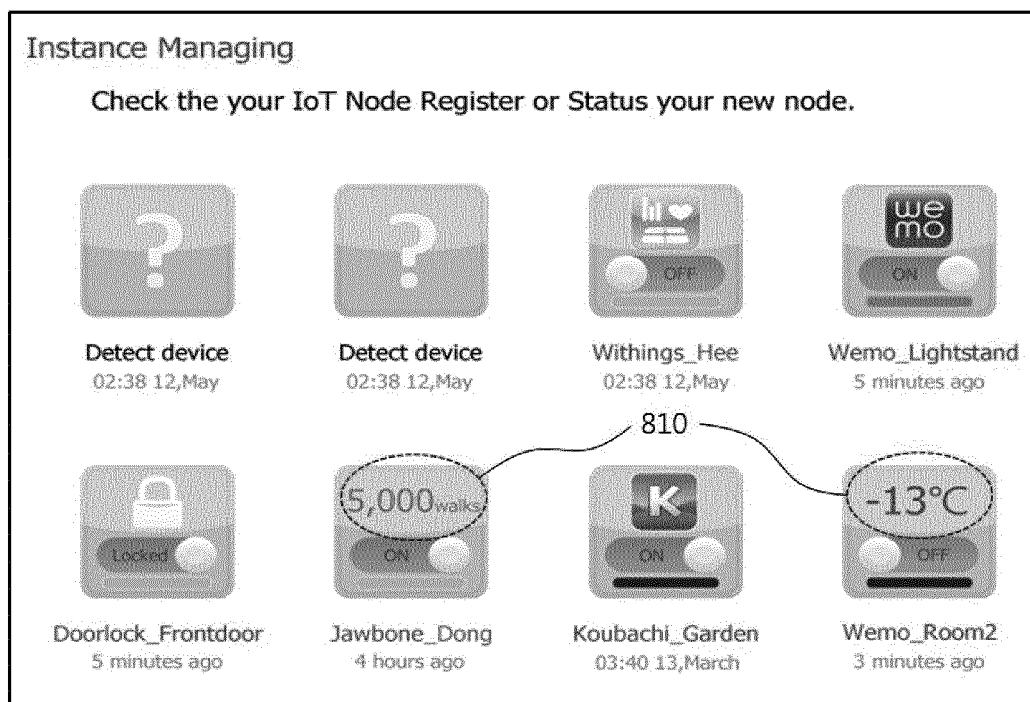 Instance Managing
Check the your IoT Node Register or Status your new node.
?
?
OFF
we
mo
ON
Detect device
Detect device
Withings_Hee
Wemo_Lightstand
02:38 12,May
02:38 12,May
02:38 12,May
5 minutes ago
810
5,000walks
K
-13°C
Locked
ON
ON
OFF
Doorlock_Frontdoor
Jawbone_Dong
Koubachi_Garden
Wemo_Room2
5 minutes ago
4 hours ago
03:40 13,March
3 minutes ago